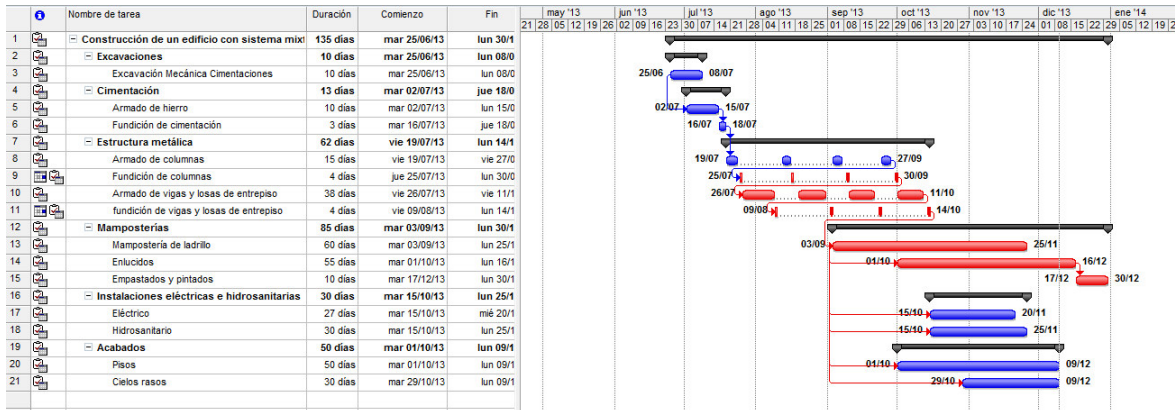 Nombre de tarea Duración Comienzo Fin may '13 jun '13 jul '13 ago '13 sep '13 oct '13 nov '13 dic '13 ene '14
21 28 05 12 19 26 02 09 16 23 30 07 14 21 28 04 11 18 25 01 08 15 22 29 06 13 20 27 03 10 17 24 01 08 15 22 29 05 12 19
1 Construcción de un edificio con sistema mixt 135 días mar 25/06/13 lun 30/1
2 Excavaciones 10 días mar 25/06/13 lun 08/0
3 Excavación Mecánica Cimentaciones 10 días mar 25/06/13 lun 08/0 25/06 08/07
4 Cimentación 13 días mar 02/07/13 jue 18/0
5 Armado de hierro 10 días mar 02/07/13 lun 15/0 02/07 15/07
6 Fundición de cimentación 3 días mar 16/07/13 jue 18/0 16/07 18/07
7 Estructura metálica 62 días vie 19/07/13 lun 14/1
8 Armado de columnas 15 días vie 19/07/13 vie 27/0 19/07 27/09
9 Fundición de columnas 4 días jue 25/07/13 lun 30/0 25/07 30/09
10 Armado de vigas y losas de entrepiso 38 días vie 26/07/13 vie 11/1 26/07 11/10
11 fundición de vigas y losas de entrepiso 4 días vie 09/08/13 lun 14/1 09/08 14/10
12 Mamposterías 85 días mar 03/09/13 lun 30/1
13 Mampostería de ladrillo 60 días mar 03/09/13 lun 25/1 03/09 25/11
14 Enlucidos 55 días mar 01/10/13 lun 16/1 01/10 16/12
15 Empastados y pintados 10 días mar 17/12/13 lun 30/1 17/12 30/12
16 Instalaciones eléctricas e hidrosanitarias 30 días mar 15/10/13 lun 25/1
17 Eléctrico 27 días mar 15/10/13 mié 20/1 15/10 20/11
18 Hidrosanitario 30 días mar 15/10/13 lun 25/1 15/10 25/11
19 Acabados 50 días mar 01/10/13 lun 09/1
20 Pisos 50 días mar 01/10/13 lun 09/1 01/10 09/12
21 Cielos rasos 30 días mar 29/10/13 lun 09/1 29/10 09/12